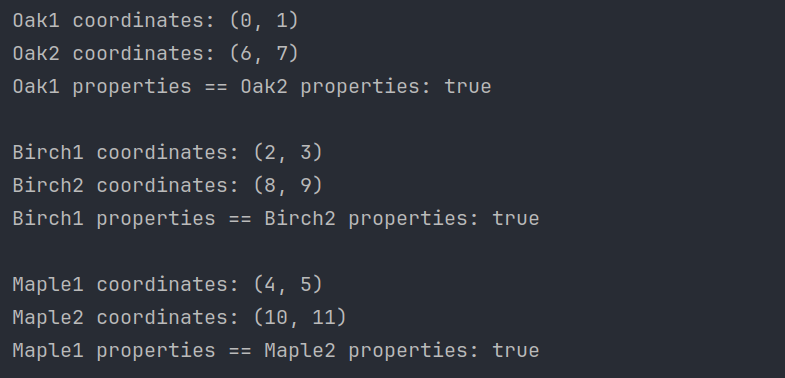 Oak1 coordinates: (0, 1)
Oak2 coordinates: (6, 7)
Oak1 properties == Oak2 properties: true
Birch1 coordinates: (2, 3)
Birch2 coordinates: (8, 9)
Birch1 properties == Birch2 properties: true
Maple1 coordinates: (4, 5)
Maple2 coordinates: (10, 11)
Maple1 properties == Maple2 properties: true